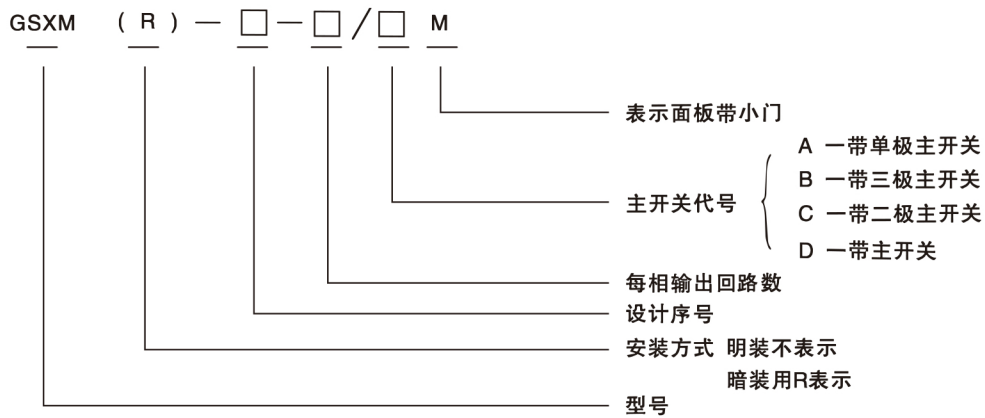 GSXM (R)—□—□/□ M
表示面板带小门
A 一带单极主开关
B 一带三极主开关
主开关代号
C 一带二极主开关
D 一带主开关
每相输出回路数
设计序号
安装方式 明装不表示
暗装用R表示
型号